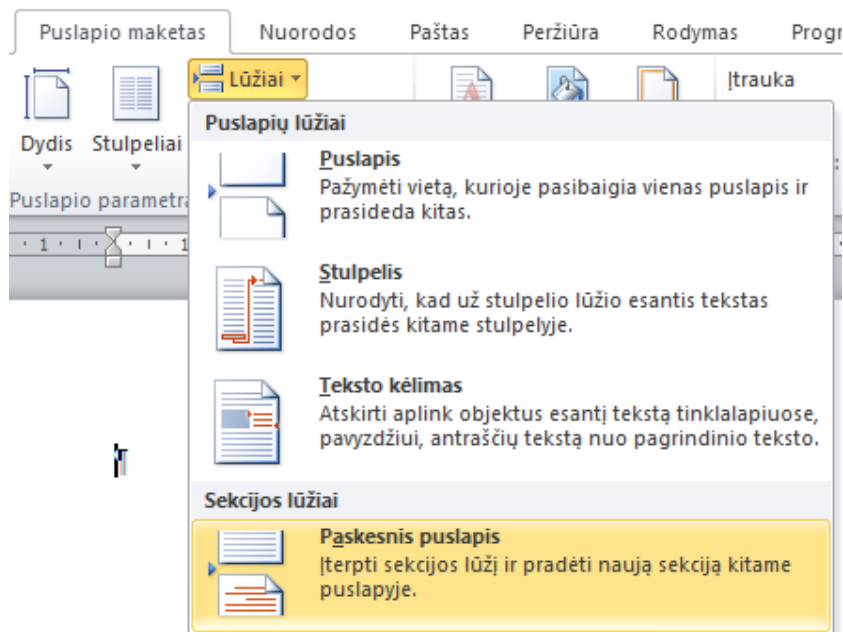 Puslapio maketas Nuorodos Paštas Peržiūra Rodymas
Lūžiai Įtrauka
Dydis Stulpeliai
Puslapių lūžiai
Puslapis
Pažymėti vietą, kurioje pasibaigia vienas puslapis ir
prasideda kitas.
Puslapio
1 1
Stulpelis
Nurodyti, kad už stulpelio lūžio esantis tekstas
prasidės kitame stulpelyje.
Teksto kėlimas
Atskirti aplink objektus esantį tekstą tinklalapiuose,
pavyzdžiui, antraščių tekstą nuo pagrindinio teksto.
¶
Sekcijos lūžiai
Paskesnis puslapis
Įterpti sekcijos lūžį ir pradėti naują sekciją kitame
puslapyje.